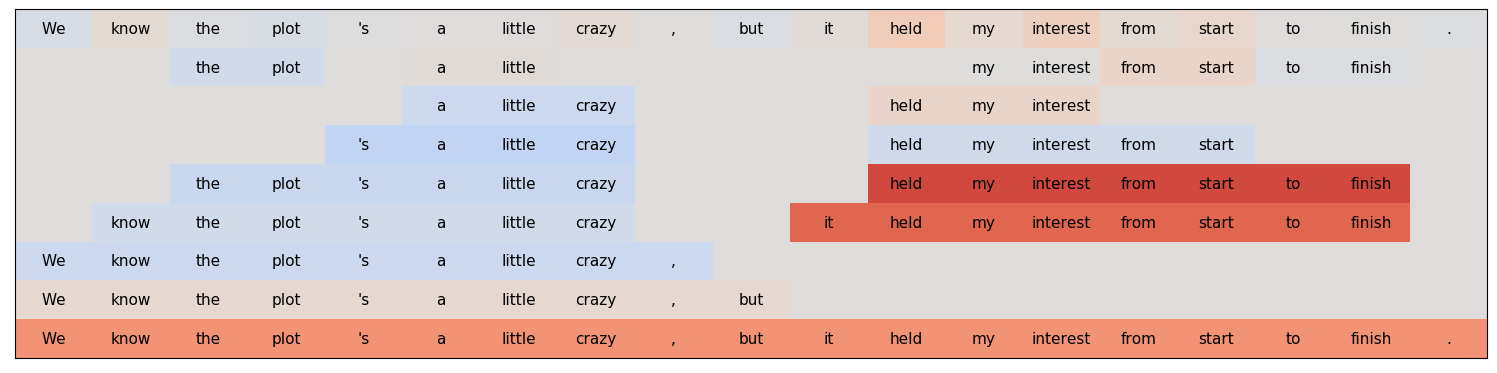 We know the plot 's a little crazy , but it held my interest from start to finish .
the plot a little my interest from start to finish
a little crazy held my interest
's a little crazy held my interest from start
the plot 's a little crazy held my interest from start to finish
know the plot 's a little crazy it held my interest from start to finish
We know the plot 's a little crazy ,
We know the plot 's a little crazy , but
We know the plot 's a little crazy , but it held my interest from start to finish .